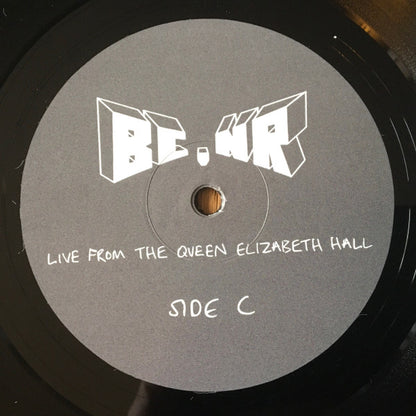 BC,NR
LIVE FROM THE QUEEN ELIZABETH HALL
SIDE C